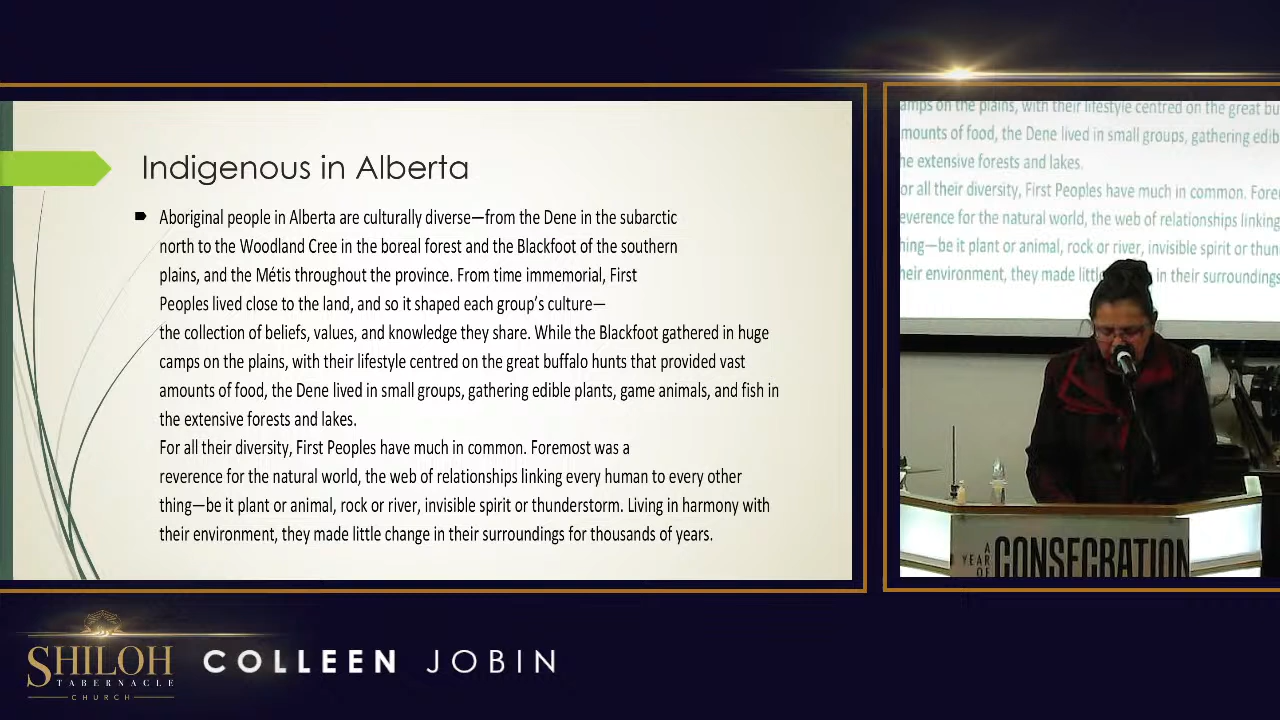 Indigenous in Alberta
Aboriginal people in Alberta are culturally diverse—from the Dene in the subarctic
north to the Woodland Cree in the boreal forest and the Blackfoot of the southern
plains, and the Métis throughout the province. From time immemorial, First
Peoples lived close to the land, and so it shaped each group's culture—
the collection of beliefs, values, and knowledge they share. While the Blackfoot gathered in huge
camps on the plains, with their lifestyle centred on the great buffalo hunts that provided vast
amounts of food, the Dene lived in small groups, gathering edible plants, game animals, and fish in
the extensive forests and lakes.
For all their diversity, First Peoples have much in common. Foremost was a
reverence for the natural world, the web of relationships linking every human to every other
thing—be it plant or animal, rock or river, invisible spirit or thunderstorm. Living in harmony with
their environment, they made little change in their surroundings for thousands of years.
amps on the plains, with their lifestyle centred on the great bu
mounts of food, the Dene lived in small groups, gathering edib
he extensive forests and lakes.
or all their diversity, First Peoples have much in common. Fore
everence for the natural world, the web of relationships linking
hing—be it plant or animal, rock or river, invisible spirit or thun
heir environment, they made littl in their surroundings
A YEAR OF CONSECRATION
SHILOH
TABERNACLE
CHURCH
COLLEEN JOBIN